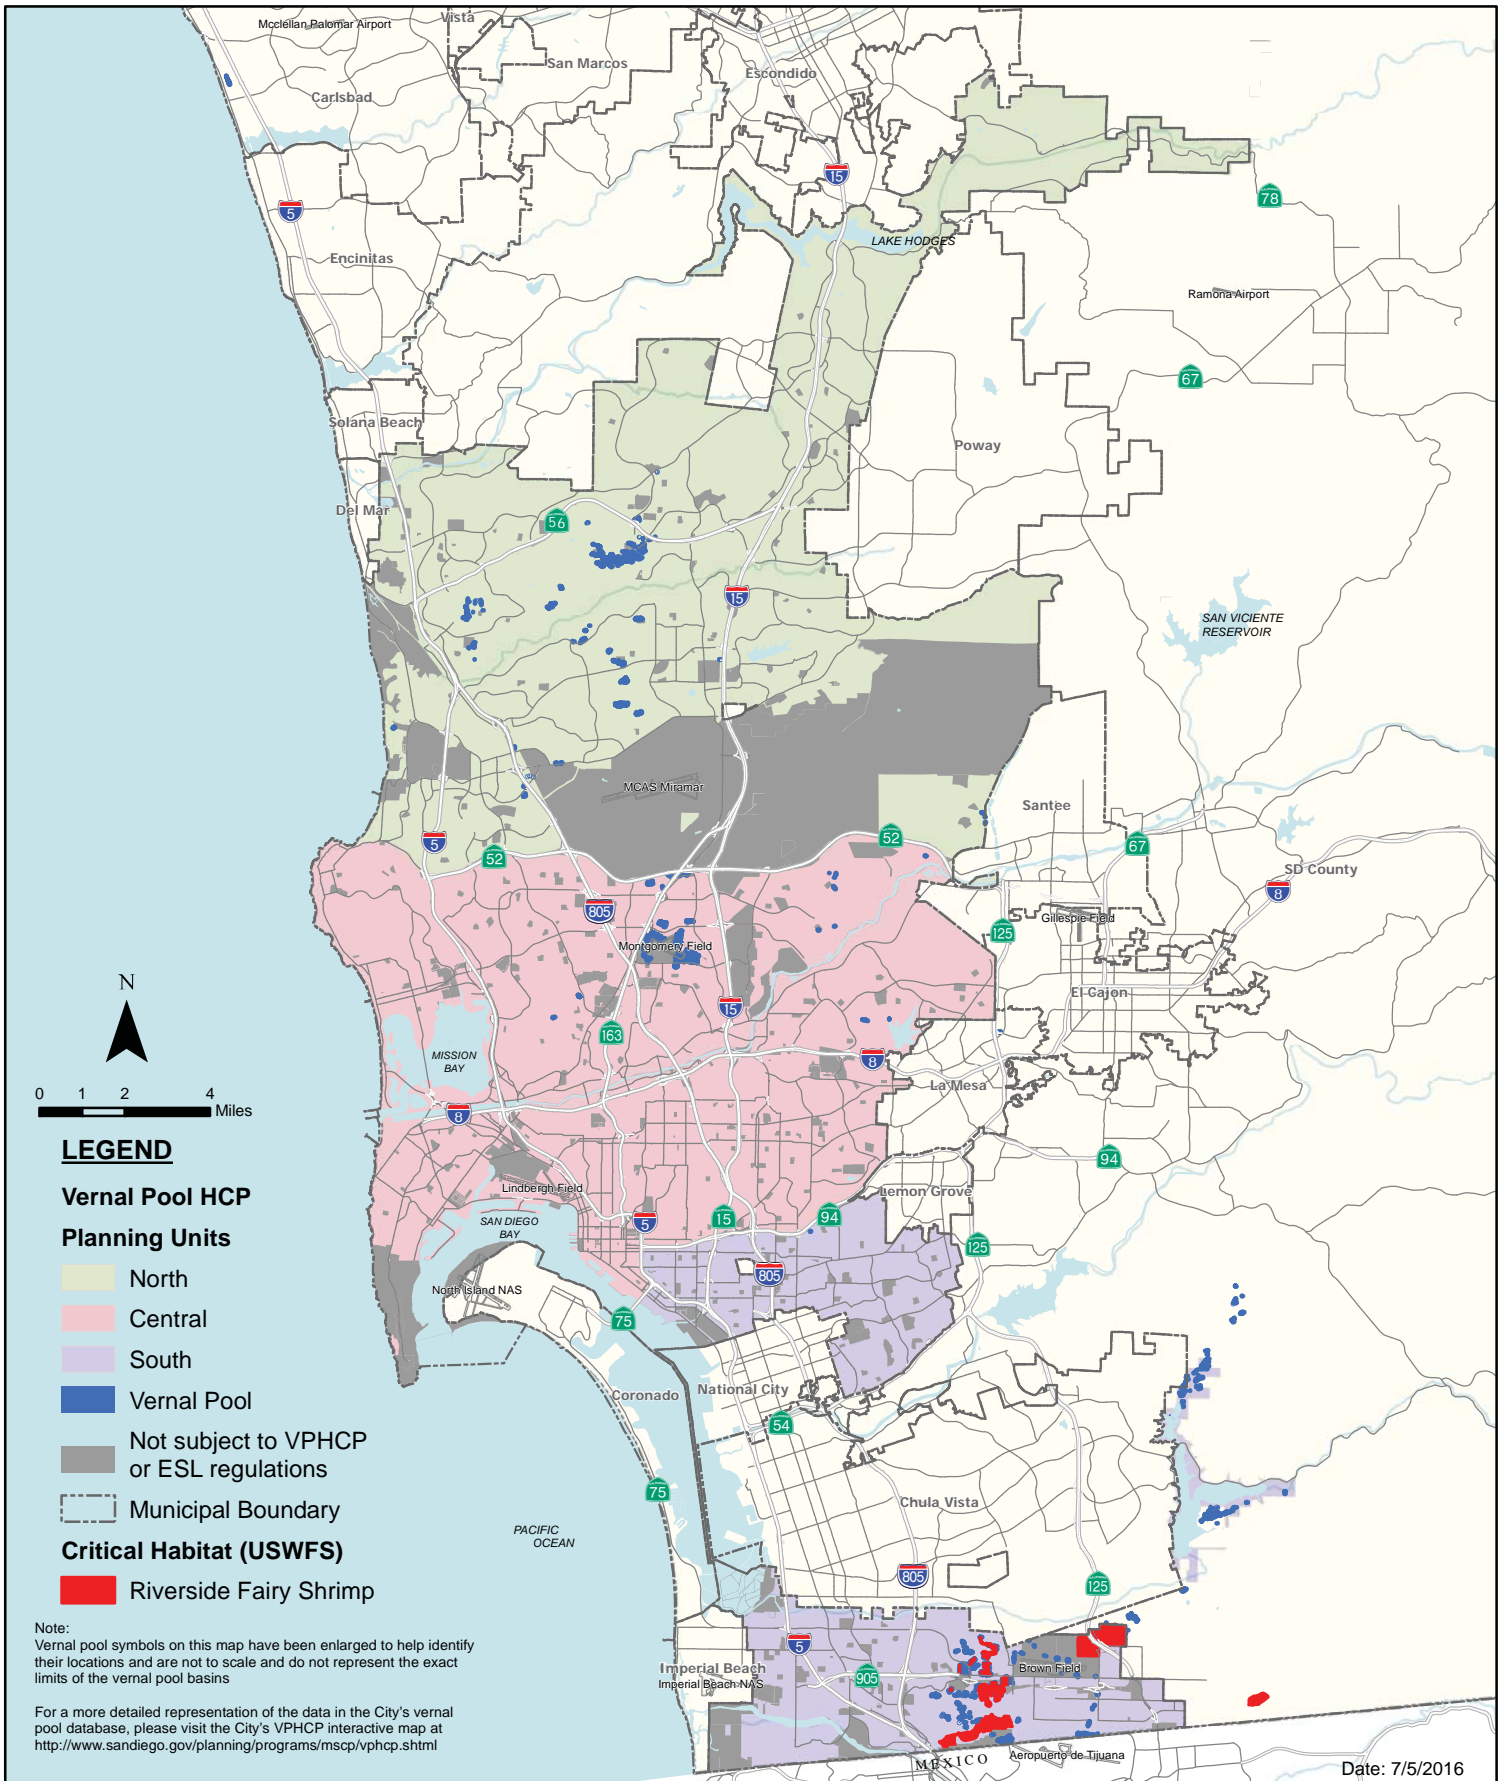 Mcclellan Palomar Airport
Vista
San Marcos
Escondido
Carlsbad
15
78
5
LAKE HODGES
Encinitas
Ramona Airport
67
Solana Beach
Poway
Del Mar
56
15
SAN VICIENTE
RESERVOIR
MCAS Miramar
Santee
5
52
52
67
SD County
8
805
Gillespie Field
125
Montgomery Field
El Cajon
N
15
163
MISSION
BAY
8
La Mesa
0 1 2 4
Miles
8
94
LEGEND
Vernal Pool HCP
Planning Units
North
Central
South
Vernal Pool
Not subject to VPHCP
or ESL regulations
Municipal Boundary
Critical Habitat (USWFS)
Riverside Fairy Shrimp
Lindbergh Field
Lemon Grove
SAN DIEGO
BAY
5
15
94
125
805
North Island NAS
75
Coronado
National City
54
75
Chula Vista
PACIFIC
OCEAN
805
125
5
Imperial Beach
Imperial Beach NAS
905
Brown Field
MEXICO
Aeropuerto de Tijuana
Note:
Vernal pool symbols on this map have been enlarged to help identify
their locations and are not to scale and do not represent the exact
limits of the vernal pool basins
For a more detailed representation of the data in the City's vernal
pool database, please visit the City's VPHCP interactive map at
http://www.sandiego.gov/planning/programs/mscp/vphcp.shtml
Date: 7/5/2016